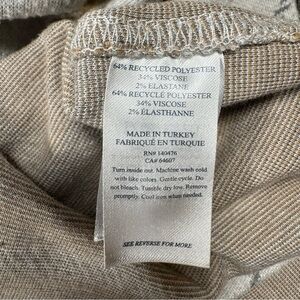 64% RECYCLED POLYESTER
34% VISCOSE
2% ELASTANE
64% RECYCLÉ POLYESTER
34% VISCOSE
2% ÉLASTHANNE
MADE IN TURKEY
FABRIQUÉ EN TURQUIE
RN# 140476
CA# 64607
Turn inside out. Machine wash cold
with like colors. Gentle cycle. Do
not bleach. Tumble dry low. Remove
promptly. Cool iron when needed.
SEE REVERSE FOR MORE